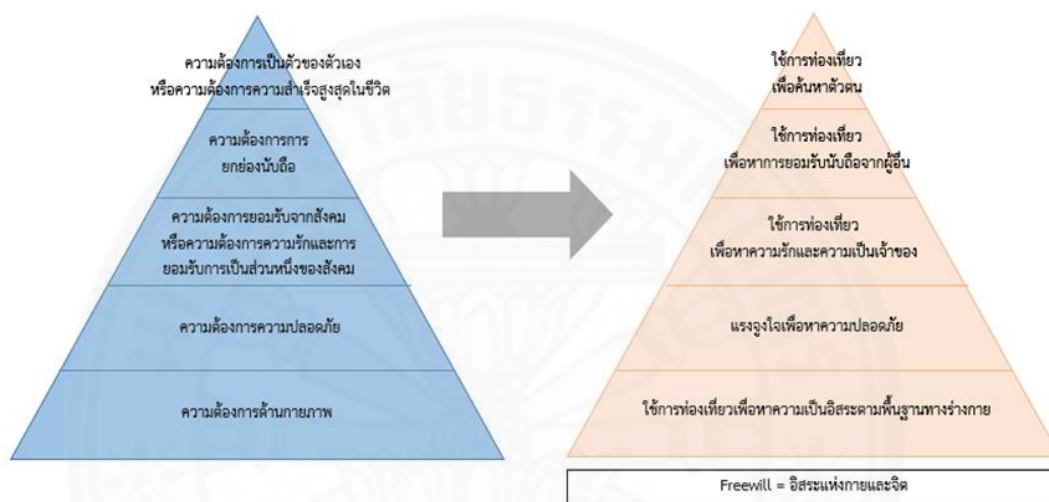 ความต้องการเป็นตัวของตัวเอง
หรือความต้องการความสำเร็จสูงสุดในชีวิต
ความต้องการการ
ยกย่องนับถือ
ความต้องการยอมรับจากสังคม
หรือความต้องการความรักและการ
ยอมรับการเป็นส่วนหนึ่งของสังคม
ความต้องการความปลอดภัย
ความต้องการด้านกายภาพ
ใช้การท่องเที่ยว
เพื่อค้นหาตัวตน
ใช้การท่องเที่ยว
เพื่อหาการยอมรับนับถือจากผู้อื่น
ใช้การท่องเที่ยว
เพื่อหาความรักและความเป็นเจ้าของ
แรงจูงใจเพื่อหาความปลอดภัย
ใช้การท่องเที่ยวเพื่อหาความเป็นอิสระตามพื้นฐานทางร่างกาย
Freewill = อิสระแห่งกายและจิต